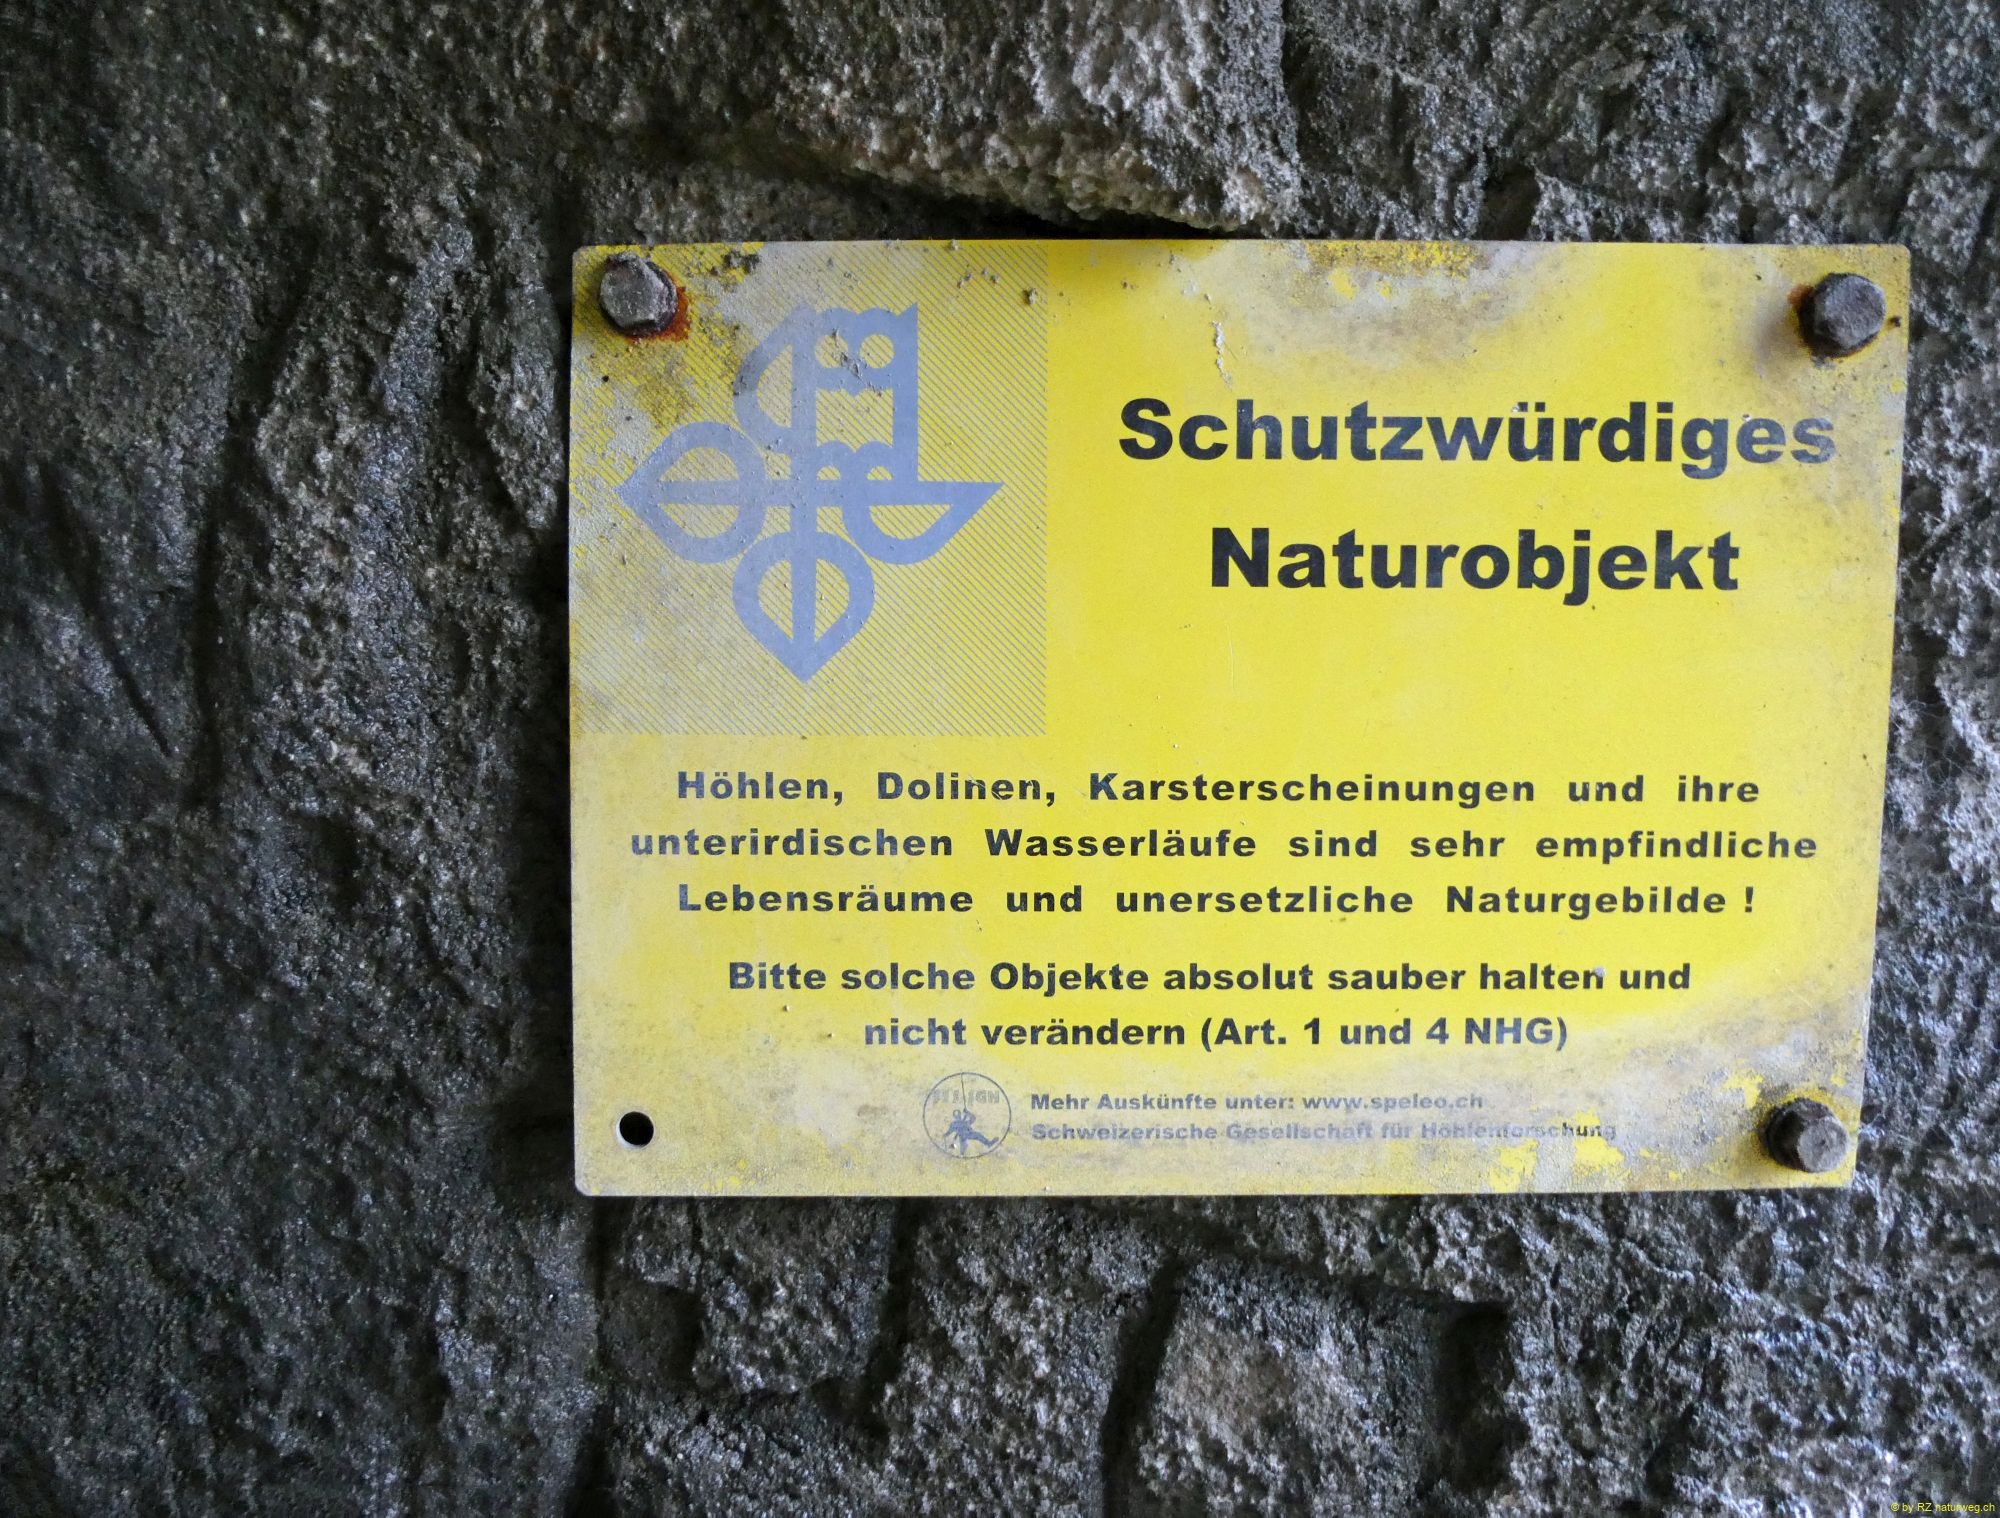 Schutzwürdiges
Naturobjekt
Höhlen, Dolinen, Karsterscheinungen und ihre
unterirdischen Wasserläufe sind sehr empfindliche
Lebensräume und unersetzliche Naturgebilde !
Bitte solche Objekte absolut sauber halten und
nicht verändern (Art. 1 und 4 NHG)
Mehr Auskünfte unter: www.speleo.ch
Schweizerische Gesellschaft für Höhlenforschung
© by RZ naturweg.ch